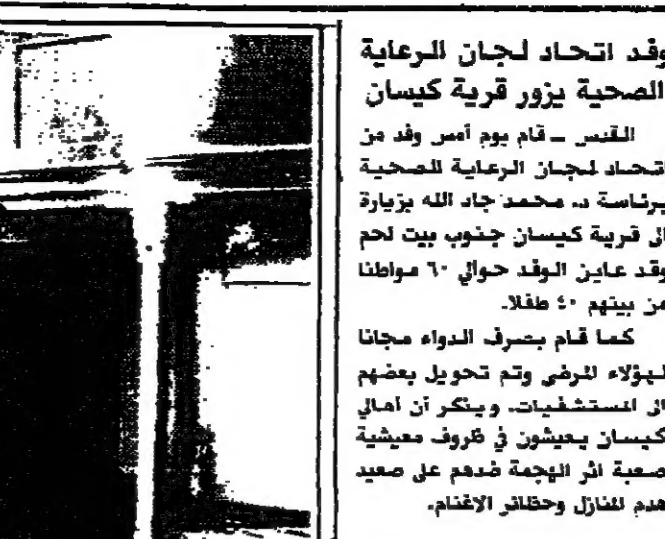 وفد اتحاد لجان الرعاية
الصحية يزور قرية كيسان
القدس ــ قام يوم أمس وفد من
اتحاد لجان الرعاية الصحية
برئاسة د. محمد جاد الله بزيارة
الى قرية كيسان جنوب بيت لحم
وقد عاين الوفد حوالي ٦٠ مواطنا
من بينهم ٤٠ طفلا.
كما قام بصرف الدواء مجانا
لهؤلاء المرضى وتم تحويل بعضهم
الى المستشفيات. ويذكر أن أهالي
كيسان يعيشون في ظروف معيشية
صعبة اثر الهجمة ضدهم على صعيد
هدم المنازل وحظائر الاغنام.